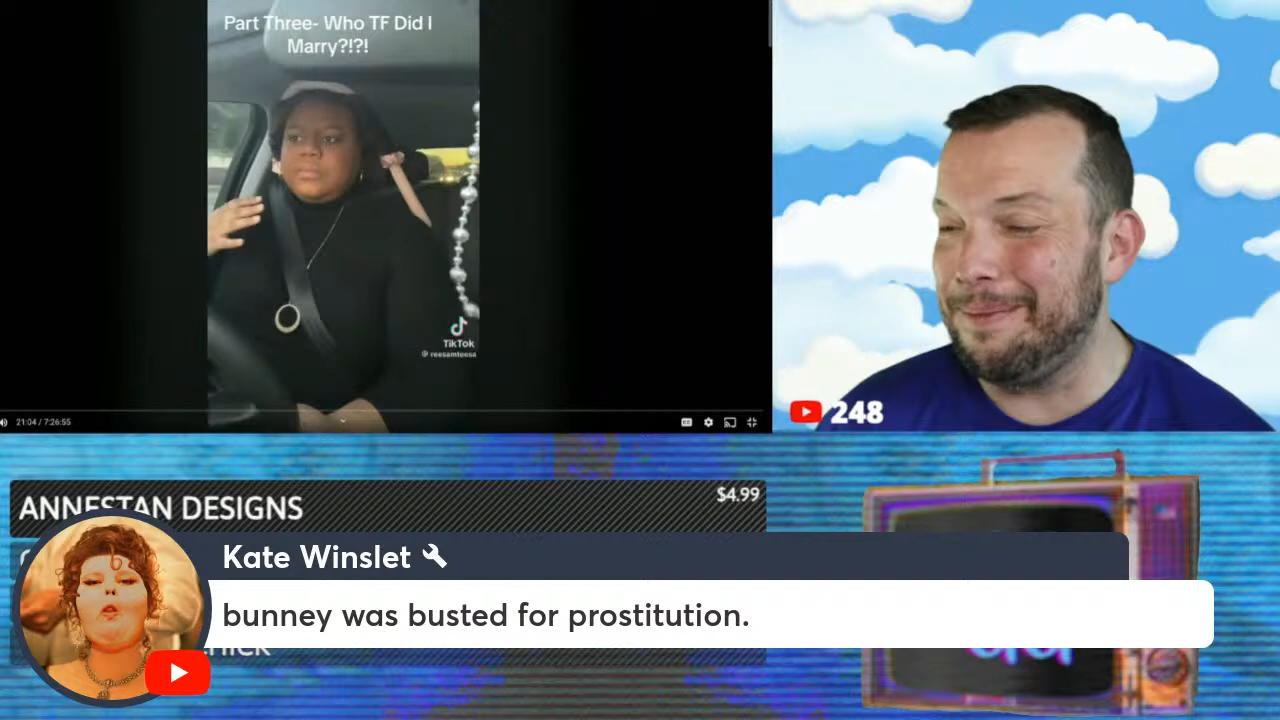 Part Three- Who TF Did I
Marry?!?!
TikTok
@reesamteesa
21:04 / 7:26:55
248
ANNESTAN DESIGNS
$4.99
Kate Winslet
bunney was busted for prostitution.